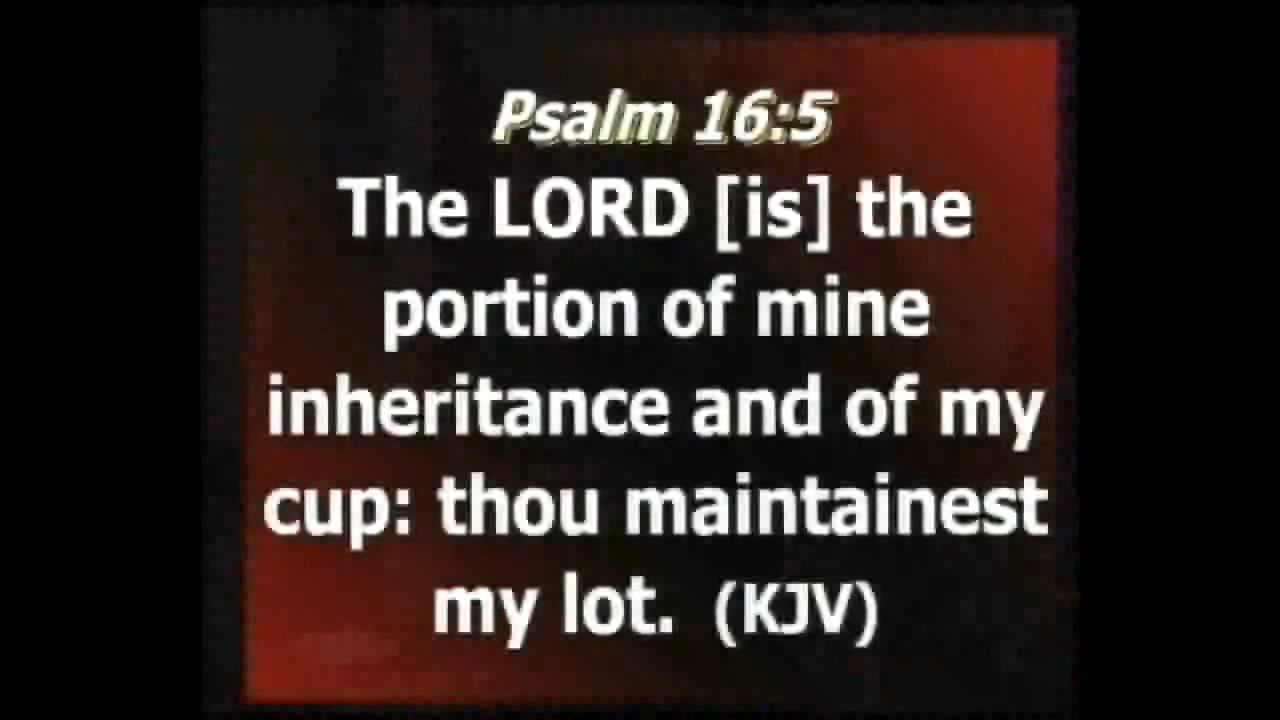 Psalm 16:5
The LORD [is] the
portion of mine
inheritance and of my
cup: thou maintainest
my lot. (KJV)